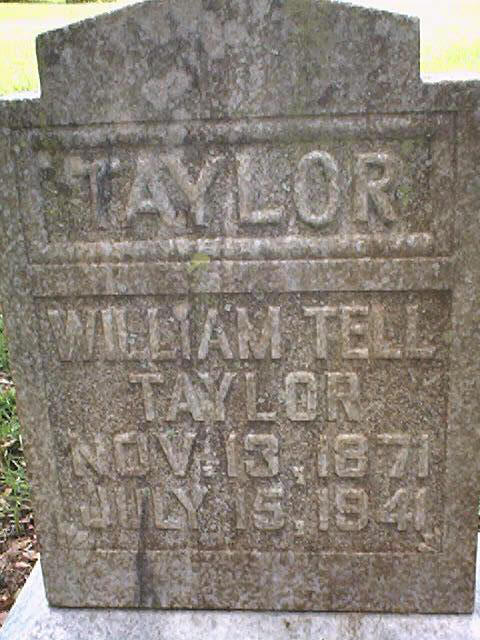 TAYLOR
WILLIAM TELL
TAYLOR
NOV. 13, 1871
JULY 15, 1941